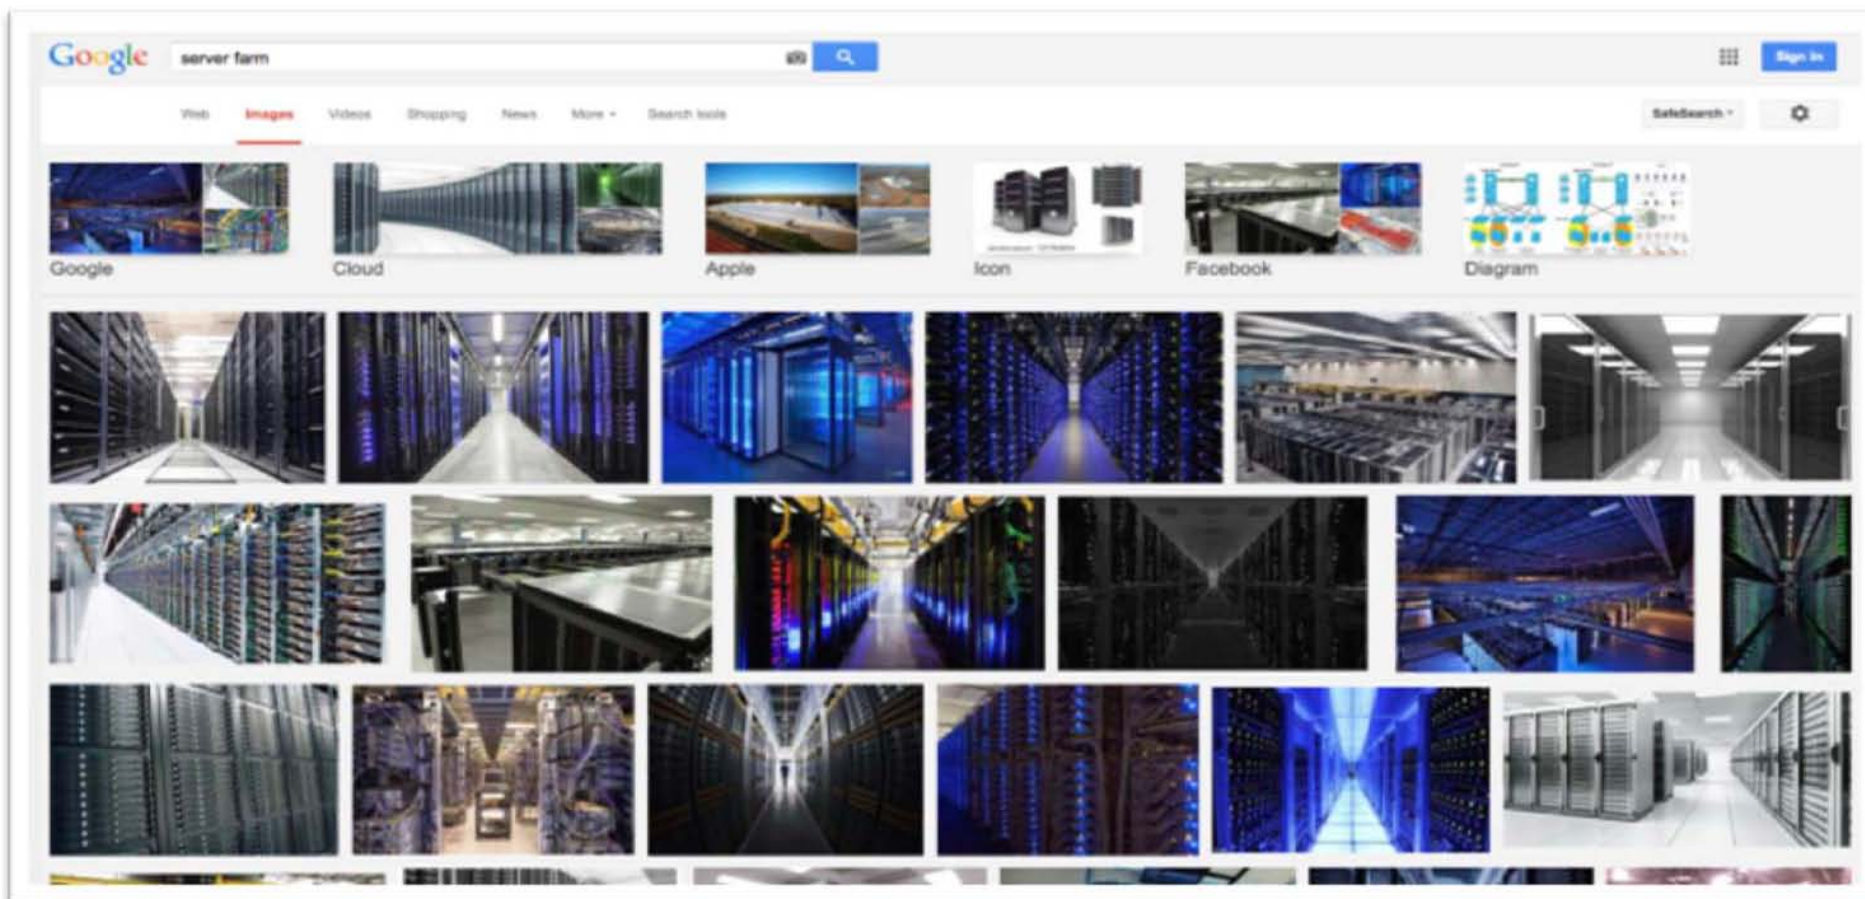 Google server farm Sign in
Web Images Videos Shopping News More Search tools SafeSearch
Google Cloud Apple Icon Facebook Diagram